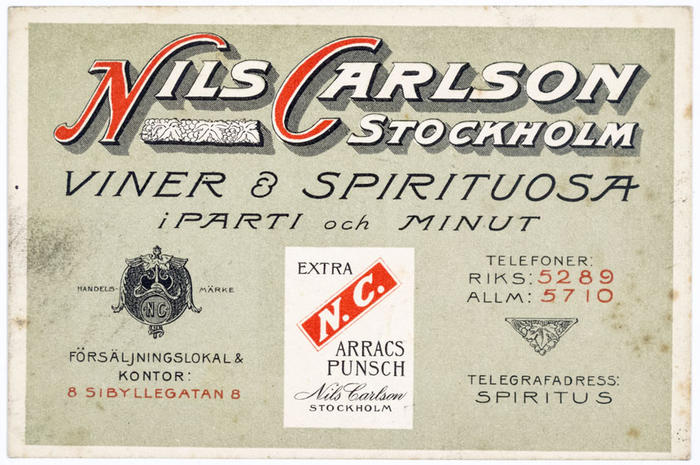 NILS CARLSON
STOCKHOLM
VINER & SPIRITUOSA
i PARTI och MINUT
HANDELS- MÄRKE
NC
FÖRSÄLJNINGSLOKAL &
KONTOR:
8 SIBYLLEGATAN 8
EXTRA
N.C.
ARRACS
PUNSCH
Nils Carlson
STOCKHOLM
TELEFONER:
RIKS: 5289
ALLM: 5710
TELEGRAFADRESS:
SPIRITUS